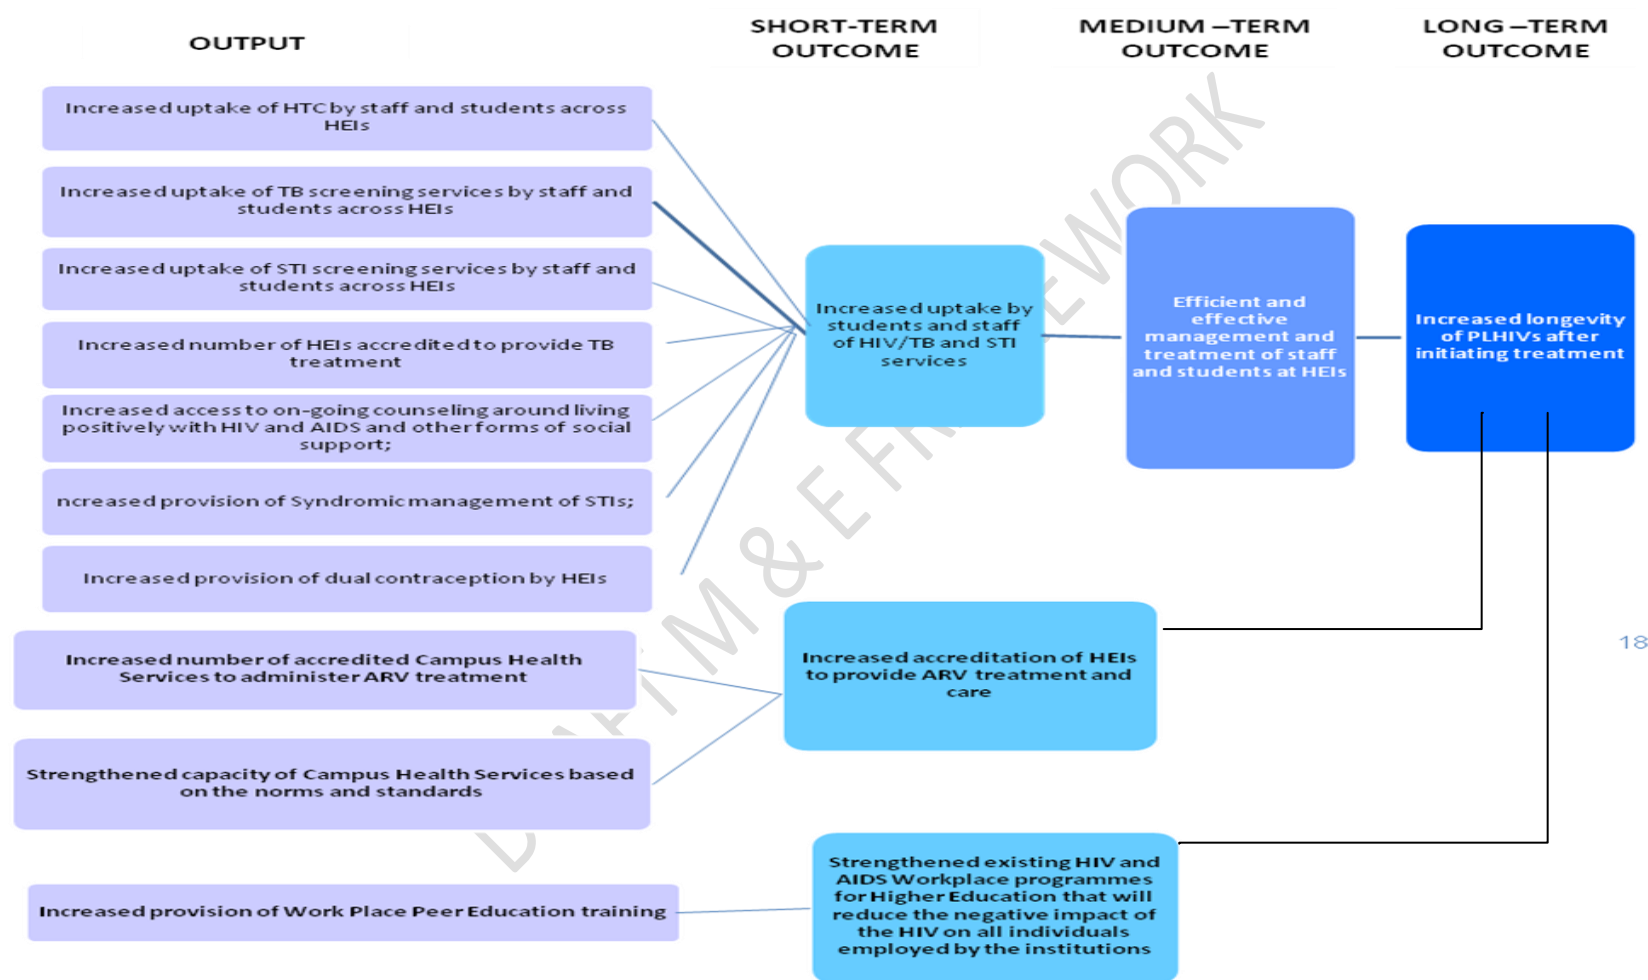 OUTPUT
SHORT-TERM
OUTCOME
MEDIUM –TERM
OUTCOME
LONG –TERM
OUTCOME
Increased uptake of HTC by staff and students across
HEIs
Increased uptake of TB screening services by staff and
students across HEIs
Increased uptake of STI screening services by staff and
students across HEIs
Increased number of HEIs accredited to provide TB
treatment
Increased access to on-going counseling around living
positively with HIV and AIDS and other forms of social
support;
ncreased provision of Syndromic management of STIs;
Increased provision of dual contraception by HEIs
Increased number of accredited Campus Health
Services to administer ARV treatment
Strengthened capacity of Campus Health Services based
on the norms and standards
Increased provision of Work Place Peer Education training
Increased uptake by
students and staff
of HIV/TB and STI
services
Increased accreditation of HEIs
to provide ARV treatment and
care
Strengthened existing HIV and
AIDS Workplace programmes
for Higher Education that will
reduce the negative impact of
the HIV on all individuals
employed by the institutions
Efficient and
effective
management and
treatment of staff
and students at HEIs
Increased longevity
of PLHIVs after
initiating treatment
18
M & E